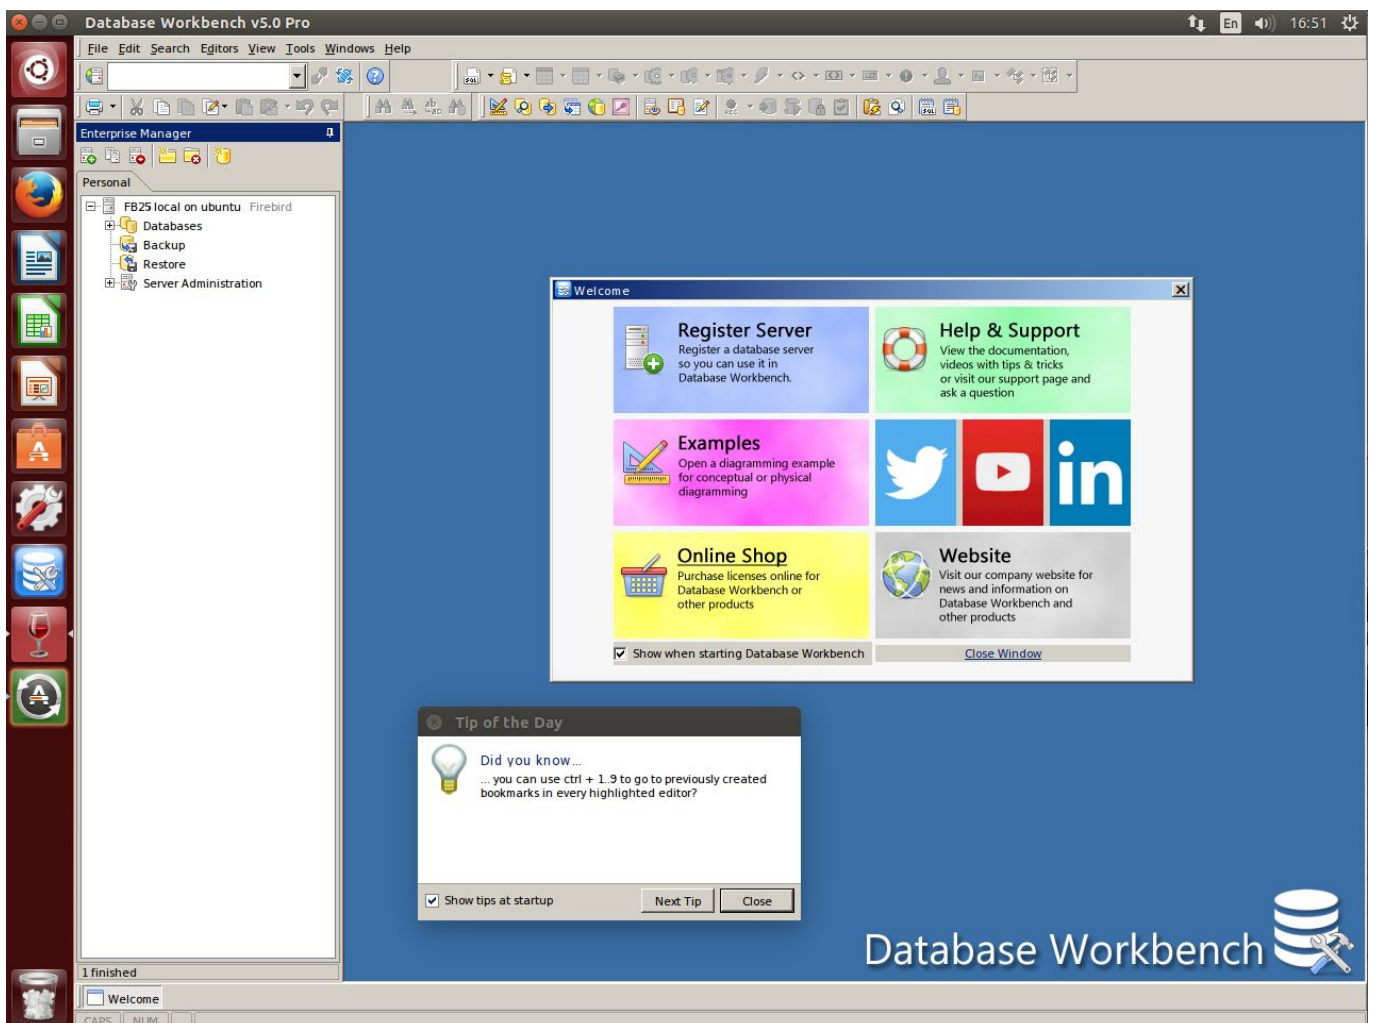 Database Workbench v5.0 Pro
En
16:51
File Edit Search Editors View Tools Windows Help
Enterprise Manager
Personal
FB25 local on ubuntu Firebird
Databases
Backup
Restore
Server Administration
1 finished
Welcome
Register Server
Register a database server
so you can use it in
Database Workbench.
Help & Support
View the documentation,
videos with tips & tricks
or visit our support page and
ask a question
Examples
Open a diagramming example
for conceptual or physical
diagramming
in
Online Shop
Purchase licenses online for
Database Workbench or
other products
Website
Visit our company website for
news and information on
Database Workbench and
other products
Show when starting Database Workbench
Close Window
Tip of the Day
Did you know...
... you can use ctrl + 1..9 to go to previously created
bookmarks in every highlighted editor?
Show tips at startup
Next Tip
Close
Database Workbench
Welcome
CAPS NUM